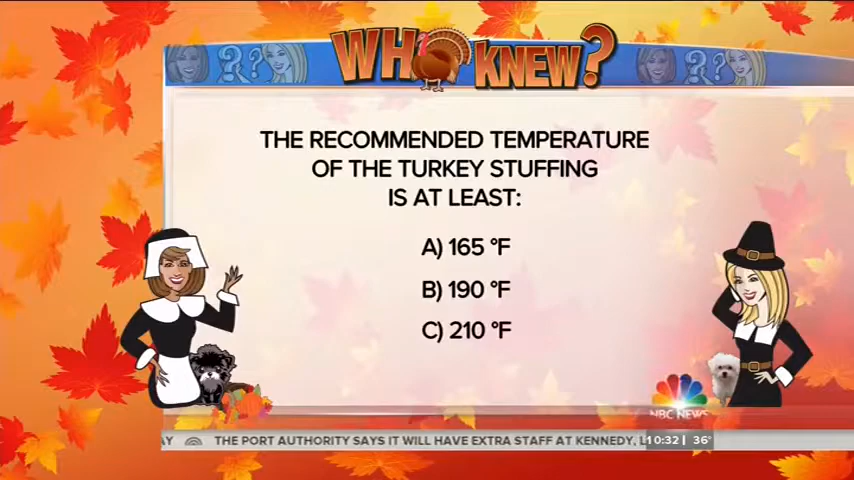 WHO KNEW?
THE RECOMMENDED TEMPERATURE
OF THE TURKEY STUFFING
IS AT LEAST:
A) 165 °F
B) 190 °F
C) 210 °F
NBC NEWS
AY THE PORT AUTHORITY SAYS IT WILL HAVE EXTRA STAFF AT KENNEDY, L
10:32 36°